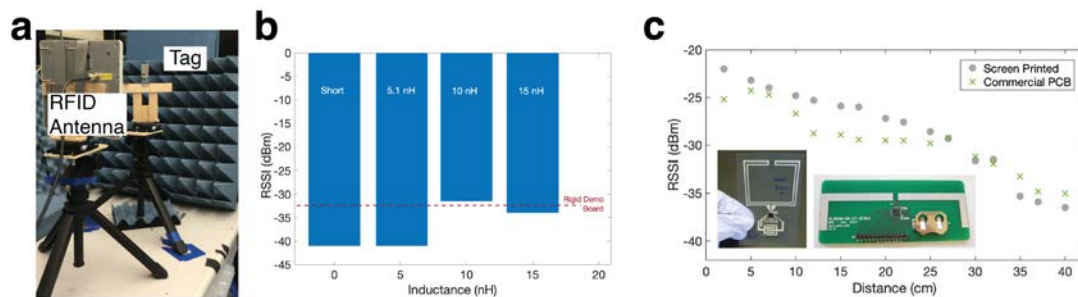 a
Tag
RFID
Antenna
b
0
-5
-10
-15
-20
-25
-30
-35
-40
-45
RSSI (dBm)
Short
5.1 nH
10 nH
15 nH
Rigid Demo
Board
0
5
10
15
20
Inductance (nH)
c
-20
-25
-30
-35
-40
RSSI (dBm)
Screen Printed
Commercial PCB
0
5
10
15
20
25
30
35
40
Distance (cm)